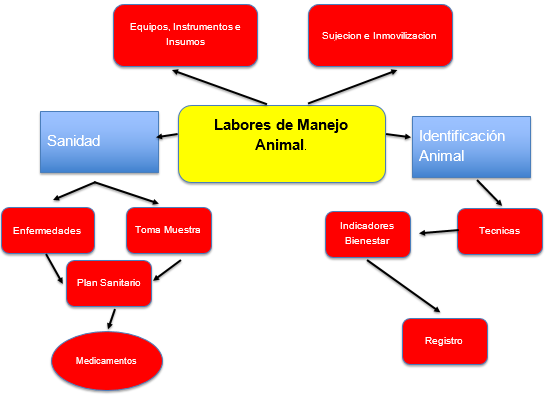 Equipos, Instrumentos e
Insumos
Sujecion e Inmovilizacion
Labores de Manejo
Animal.
Sanidad
Identificación
Animal
Enfermedades
Toma Muestra
Indicadores
Bienestar
Tecnicas
Plan Sanitario
Registro
Medicamentos